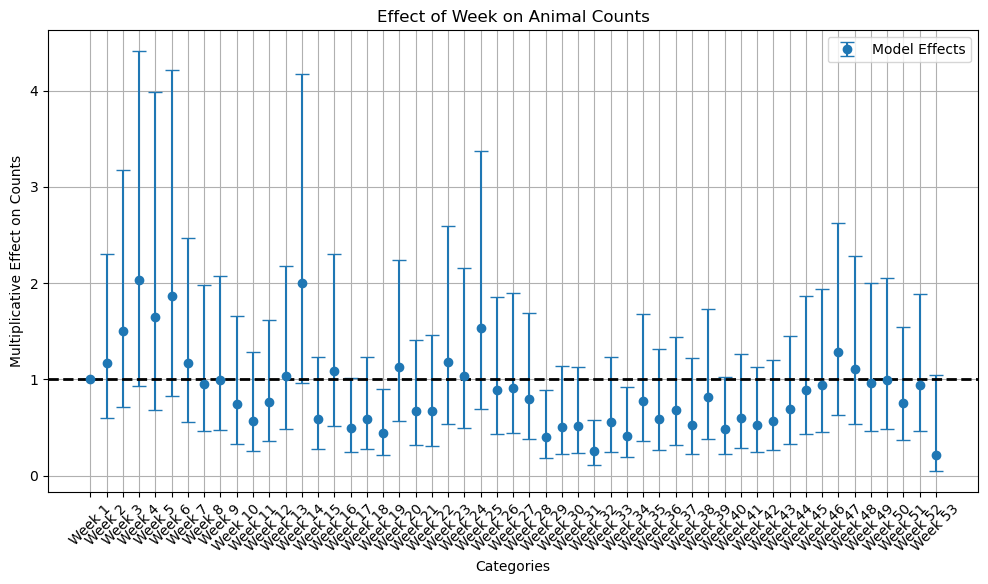 Effect of Week on Animal Counts
Model Effects
Multiplicative Effect on Counts
4
3
2
1
0
Week 1
Week 2
Week 3
Week 4
Week 5
Week 6
Week 7
Week 8
Week 9
Week 10
Week 11
Week 12
Week 13
Week 14
Week 15
Week 16
Week 17
Week 18
Week 19
Week 20
Week 21
Week 22
Week 23
Week 24
Week 25
Week 26
Week 27
Week 28
Week 29
Week 30
Week 31
Week 32
Week 33
Week 34
Week 35
Week 36
Week 37
Week 38
Week 39
Week 40
Week 41
Week 42
Week 43
Week 44
Week 45
Week 46
Week 47
Week 48
Week 49
Week 50
Week 51
Week 52
Week 53
Categories